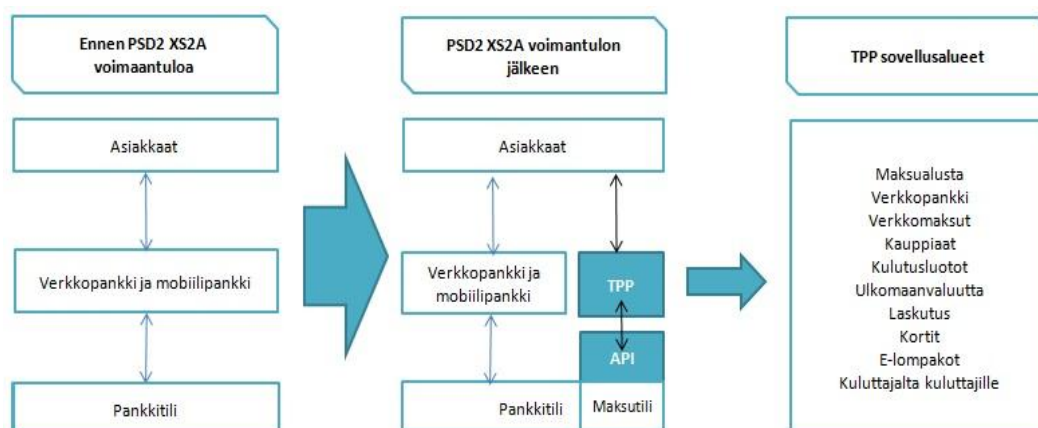 Ennen PSD2 XS2A
voimaantuloa
Asiakkaat
Verkkopankki ja mobiilipankki
Pankkitili
PSD2 XS2A voimantulon
jälkeen
Asiakkaat
Verkkopankki ja
mobiilipankki
TPP
API
Pankkitili
Maksutili
TPP sovellusalueet
Maksualusta
Verkkopankki
Verkkomaksut
Kauppiaat
Kulutusluotot
Ulkomaanvaluutta
Laskutus
Kortit
E-lompakot
Kuluttajalta kuluttajille